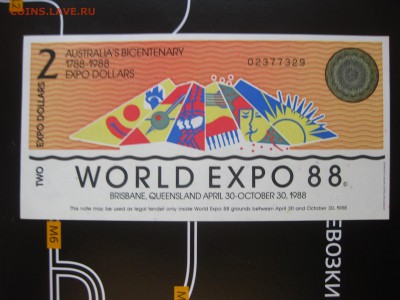 COINS.LAVE.RU
2
EXPO DOLLARS
TWO
AUSTRALIA'S BICENTENARY
1788-1988
EXPO DOLLARS
02377329
WORLD EXPO 88©
BRISBANE, QUEENSLAND APRIL 30-OCTOBER 30, 1988
This note may be used as legal tender only inside World Expo 88 grounds between April 30 and October 30, 1988
М6
ЕВОЗКИ